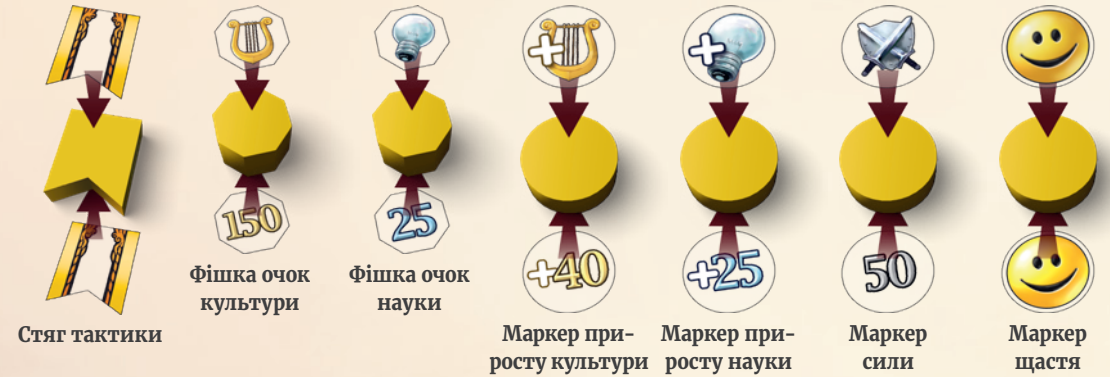 150
25
+40
+25
50
Стяг тактики
Фішка очок
культури
Фішка очок
науки
Маркер при-
росту культури
Маркер при-
росту науки
Маркер
сили
Маркер
щастя